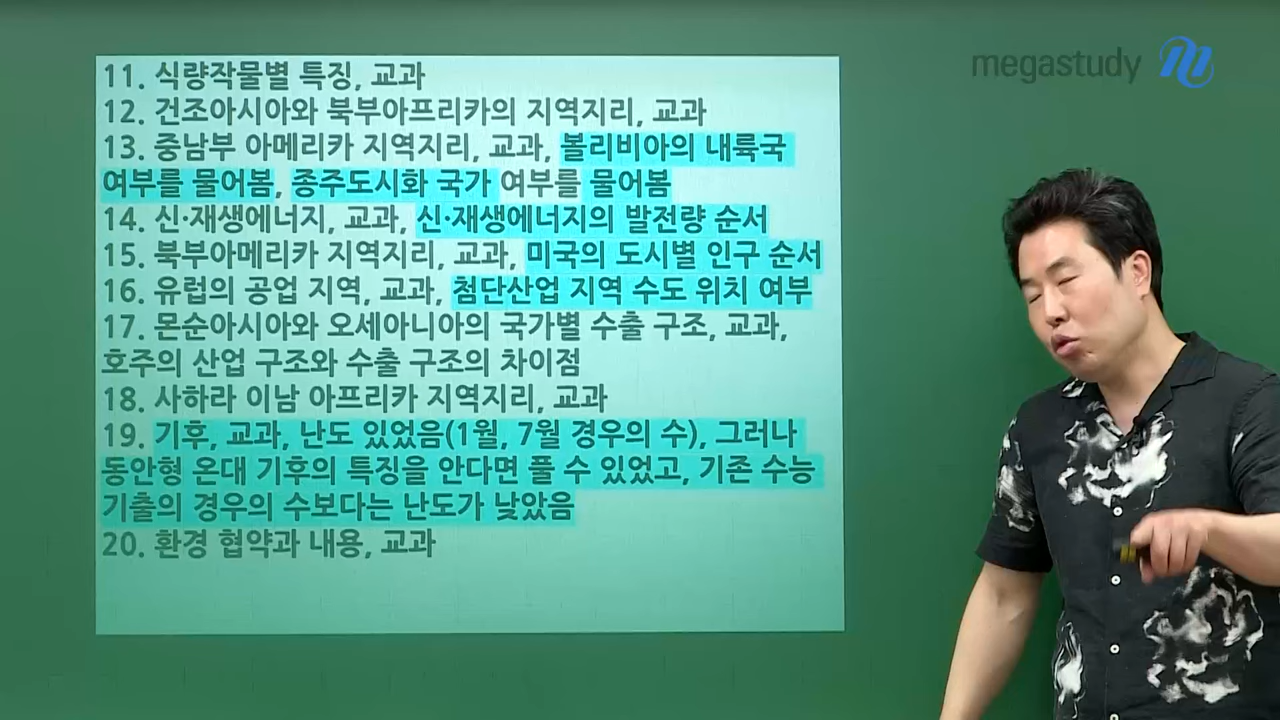 megastudy
11. 식량작물별 특징, 교과
12. 건조아시아와 북부아프리카의 지역지리, 교과
13. 중남부 아메리카 지역지리, 교과, 볼리비아의 내륙국
여부를 물어봄, 종주도시화 국가 여부를 물어봄
14. 신·재생에너지, 교과, 신·재생에너지의 발전량 순서
15. 북부아메리카 지역지리, 교과, 미국의 도시별 인구 순서
16. 유럽의 공업 지역, 교과, 첨단산업 지역 수도 위치 여부
17. 몬순아시아와 오세아니아의 국가별 수출 구조, 교과,
호주의 산업 구조와 수출 구조의 차이점
18. 사하라 이남 아프리카 지역지리, 교과
19. 기후, 교과, 난도 있었음(1월, 7월 경우의 수), 그러나
동안형 온대 기후의 특징을 안다면 풀 수 있었고, 기존 수능
기출의 경우의 수보다는 난도가 낮았음
20. 환경 협약과 내용, 교과